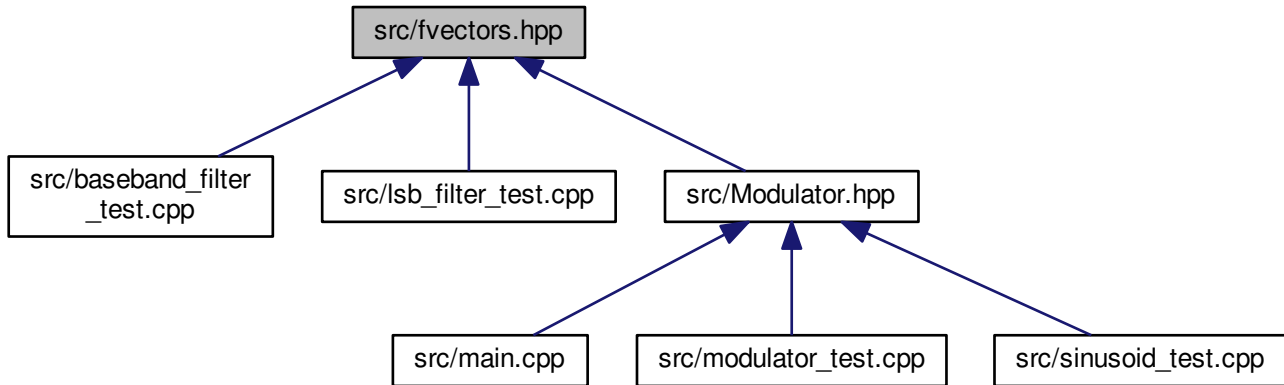 src/fvectors.hpp
src/baseband_filter
_test.cpp
src/lsb_filter_test.cpp
src/Modulator.hpp
src/main.cpp
src/modulator_test.cpp
src/sinusoid_test.cpp